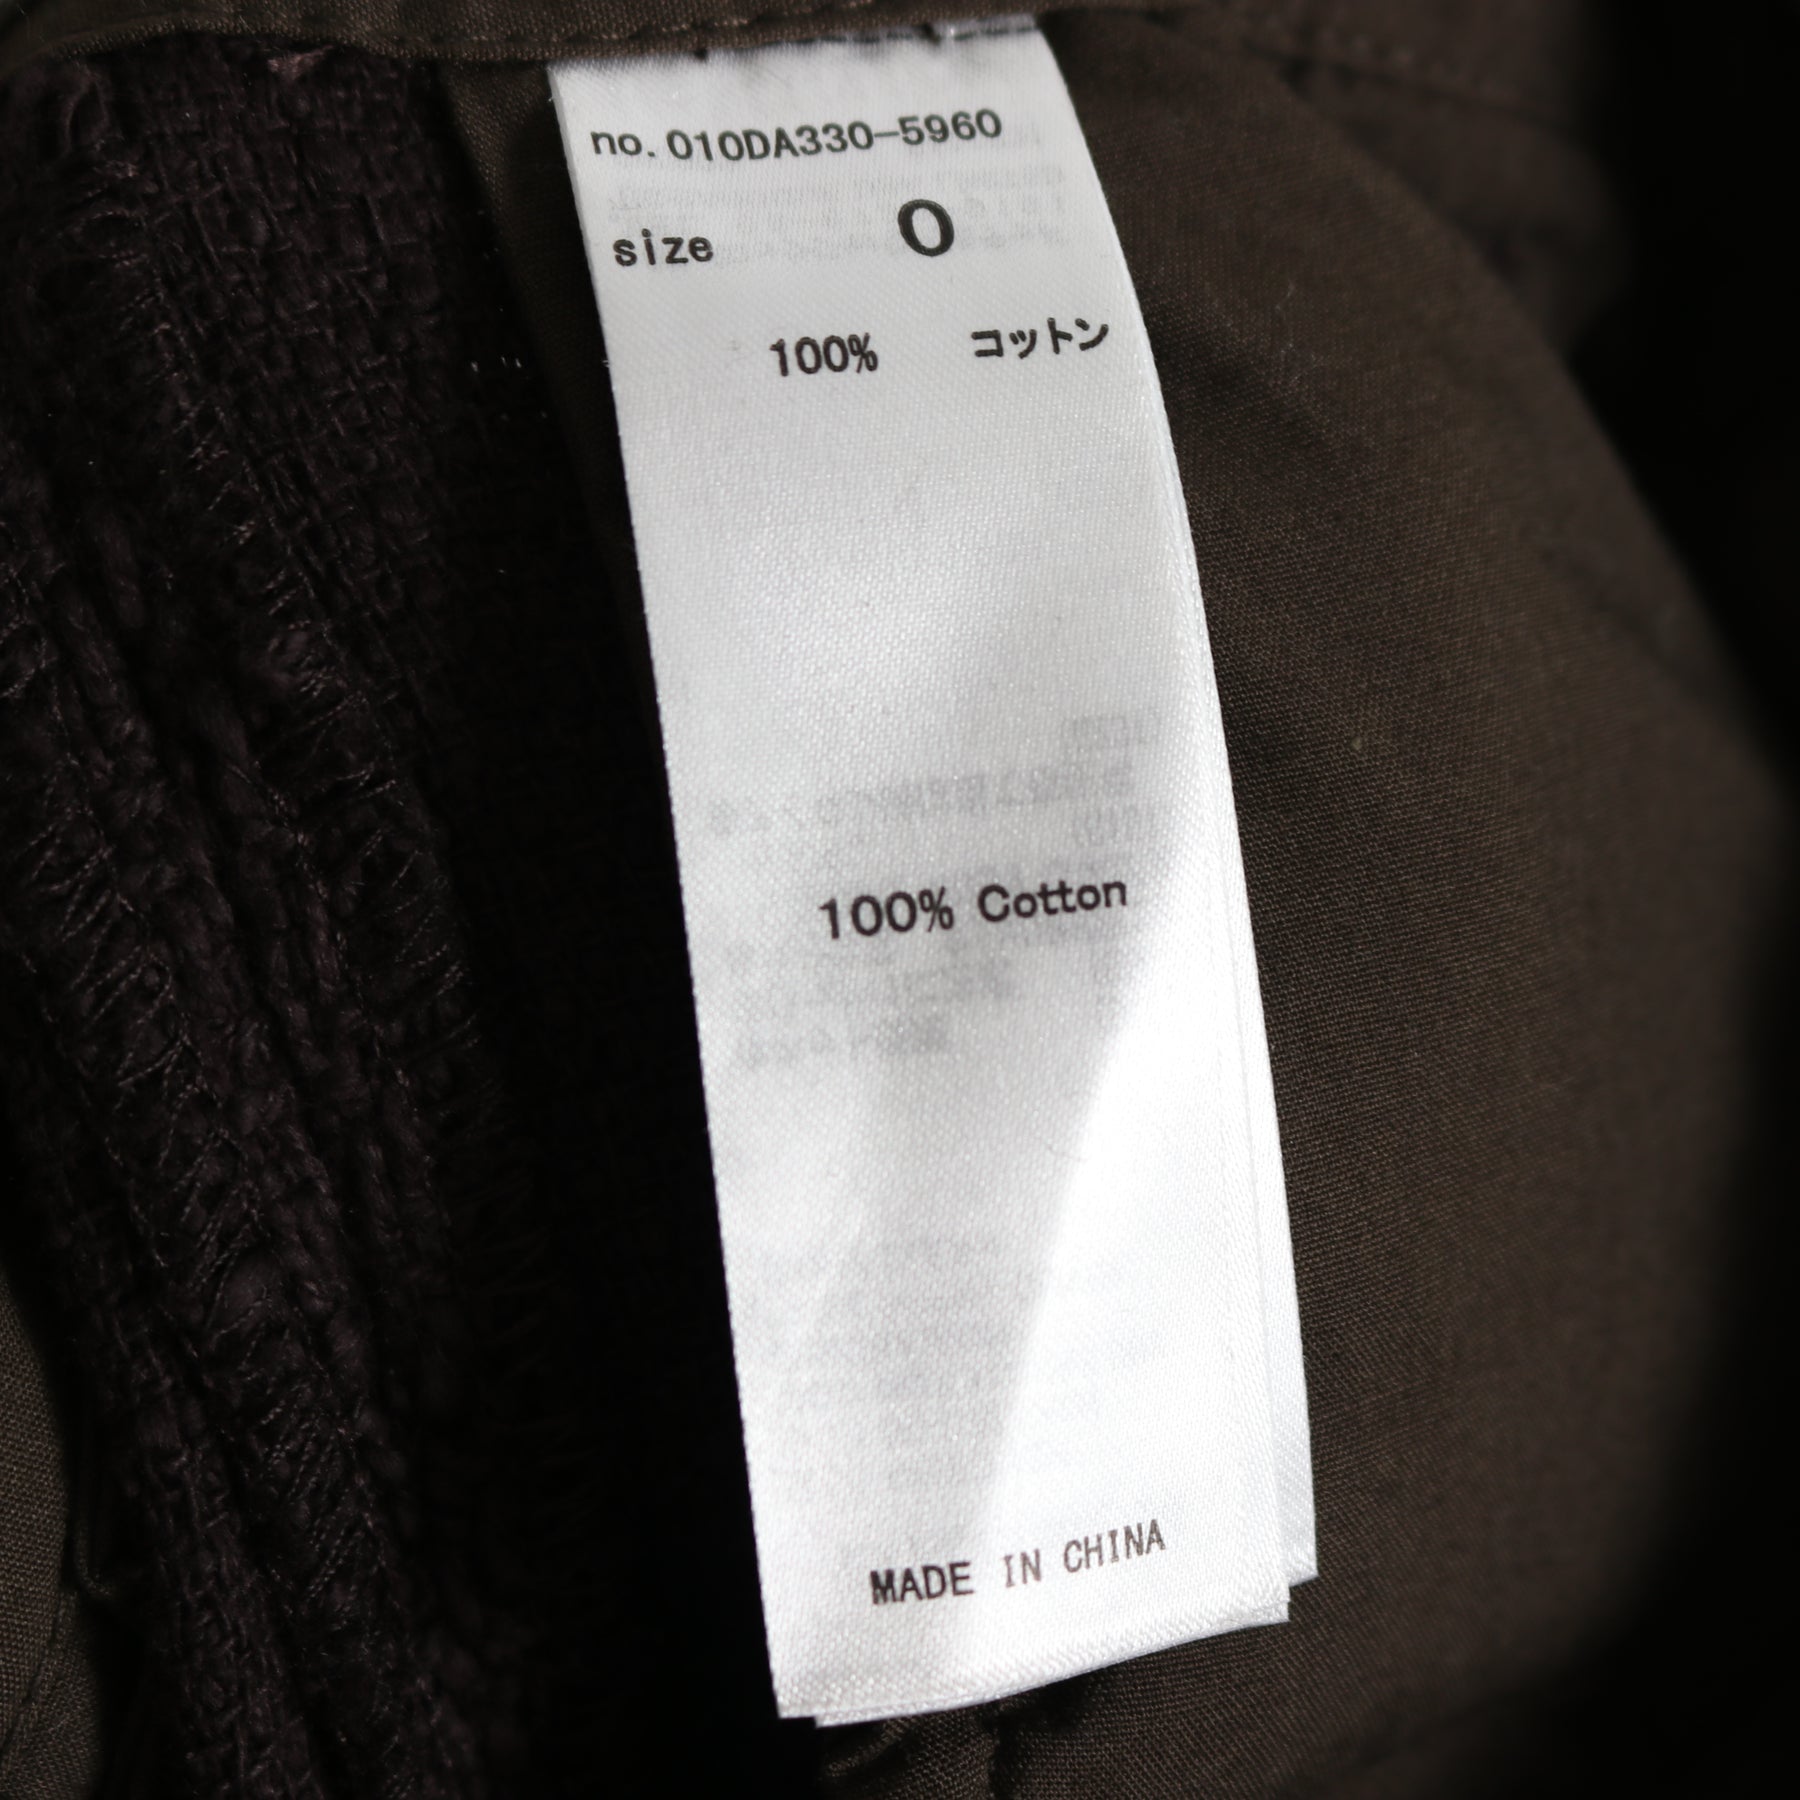 no.010DA330-5960
size 0
100% コットン
100% Cotton
MADE IN CHINA